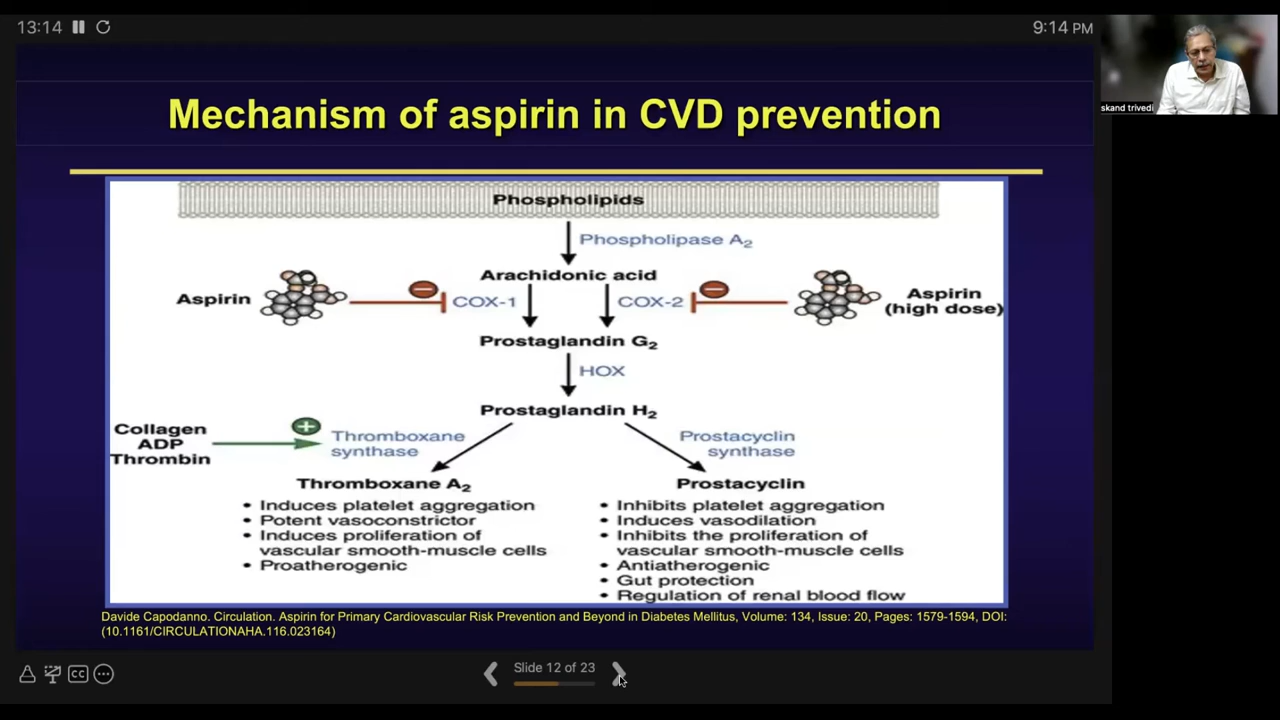 13:14
9:14 PM
skand trivedi
Mechanism of aspirin in CVD prevention
Phospholipids
Phospholipase A₂
Arachidonic acid
Aspirin
COX-1
COX-2
Aspirin
(high dose)
Prostaglandin G₂
HOX
Prostaglandin H₂
Collagen
ADP
Thrombin
Thromboxane
synthase
Prostacyclin
synthase
Thromboxane A₂
• Induces platelet aggregation
• Potent vasoconstrictor
• Induces proliferation of
vascular smooth-muscle cells
• Proatherogenic
Prostacyclin
• Inhibits platelet aggregation
• Induces vasodilation
• Inhibits the proliferation of
vascular smooth-muscle cells
• Antiatherogenic
• Gut protection
• Regulation of renal blood flow
Davide Capodanno. Circulation. Aspirin for Primary Cardiovascular Risk Prevention and Beyond in Diabetes Mellitus, Volume: 134, Issue: 20, Pages: 1579-1594, DOI:
(10.1161/CIRCULATIONAHA.116.023164)
CC
Slide 12 of 23